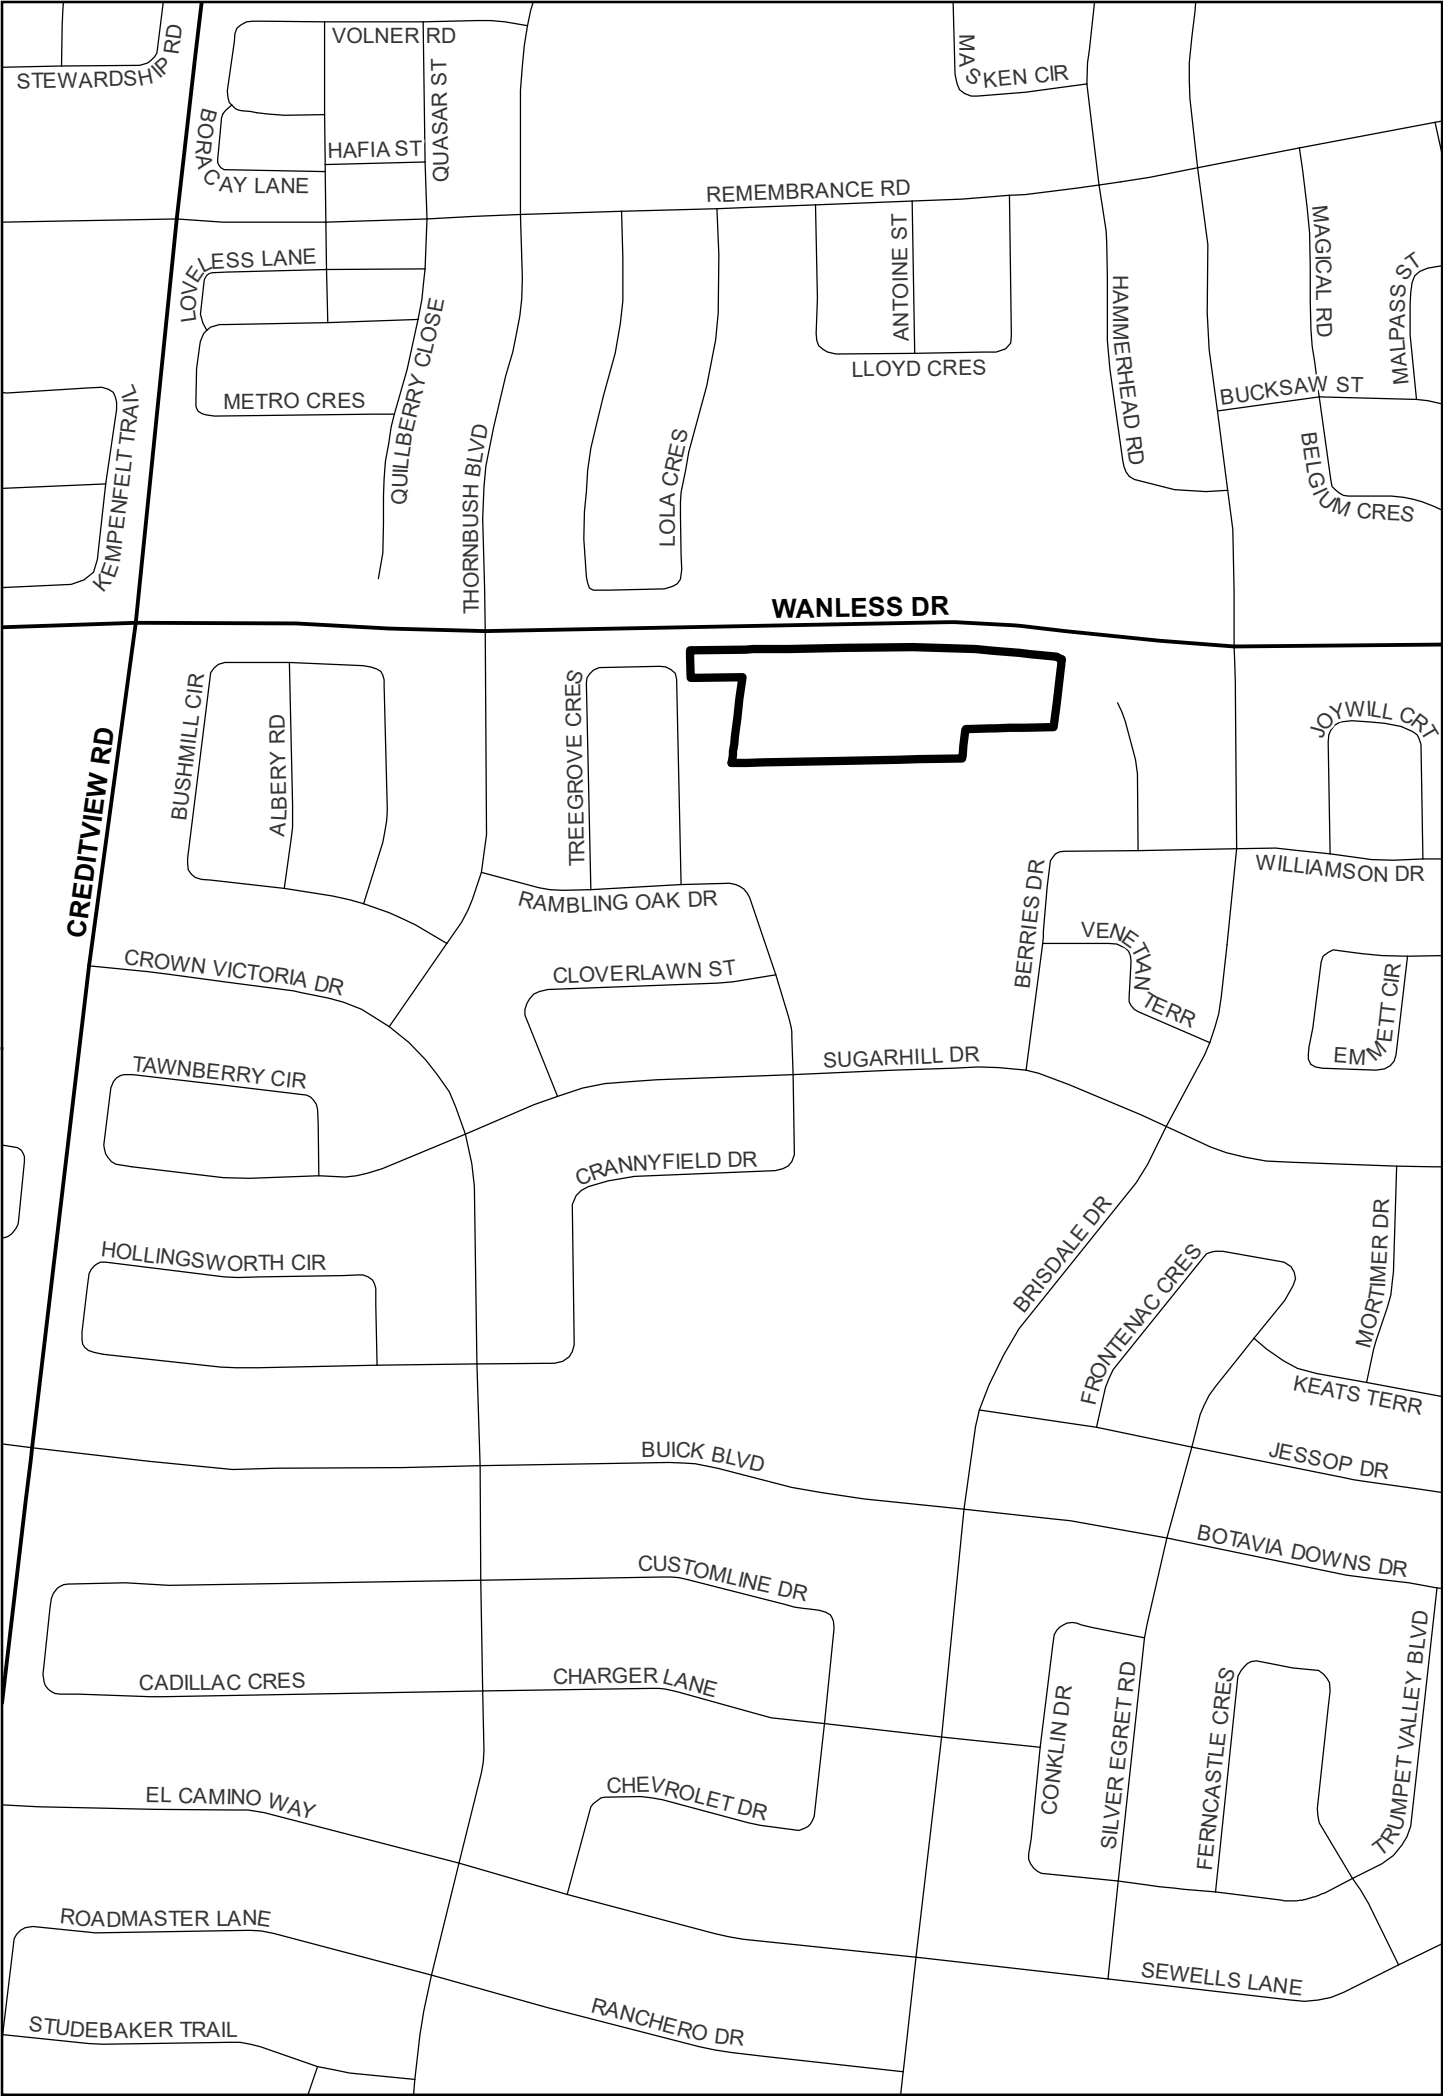 VOLNER RD
STEWARDSHIP RD
MASKEN CIR
QUASAR ST
BORACAY LANE
HAFIA ST
REMEMBRANCE RD
ANTOINE ST
MAGICAL RD
LOVELESS LANE
MALPASS ST
HAMMERHEAD RD
QUILLBERRY CLOSE
LLOYD CRES
BUCKSAW ST
METRO CRES
KEMPENFELT TRAIL
THORNBUSH BLVD
LOLA CRES
BELGIUM CRES
WANLESS DR
BUSHMILL CIR
TREEGROVE CRES
ALBERY RD
JOYWILL CRT
CREDITVIEW RD
WILLIAMSON DR
BERRIES DR
RAMBLING OAK DR
VENETIAN TERR
CROWN VICTORIA DR
CLOVERLAWN ST
EMMETT CIR
SUGARHILL DR
TAWNBERRY CIR
CRANNYFIELD DR
BRISDALE DR
MORTIMER DR
HOLLINGSWORTH CIR
FRONTENAC CRES
KEATS TERR
BUICK BLVD
JESSOP DR
BOTAVIA DOWNS DR
CUSTOMLINE DR
CADILLAC CRES
CHARGER LANE
CONKLIN DR
SILVER EGRET RD
FERNCASTLE CRES
TRUMPET VALLEY BLVD
EL CAMINO WAY
CHEVROLET DR
ROADMASTER LANE
SEWELLS LANE
STUDEBAKER TRAIL
RANCHERO DR